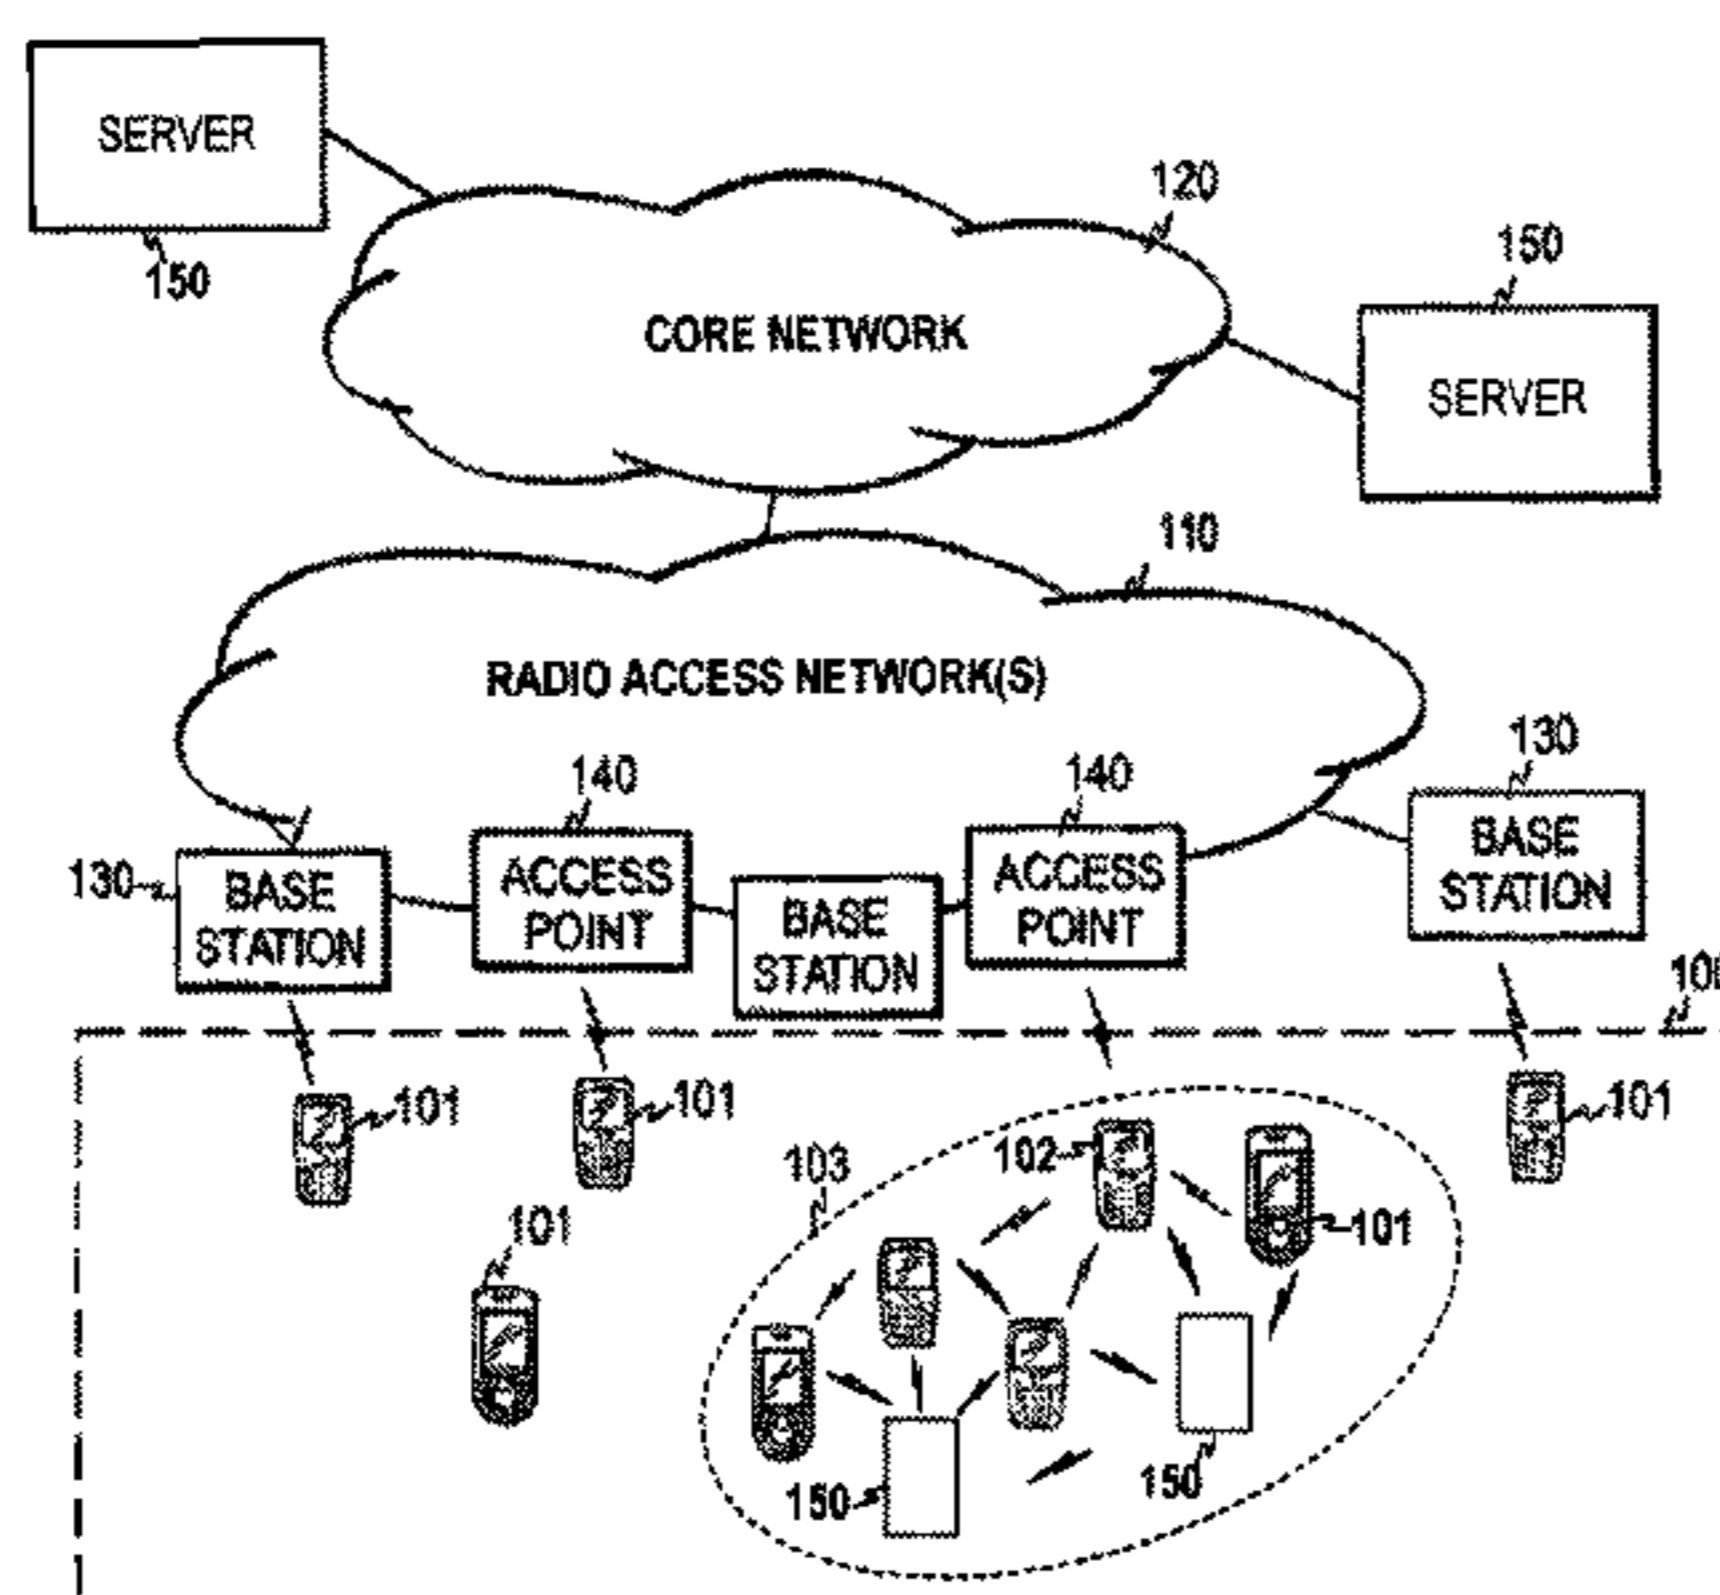 SERVER
150
120
CORE NETWORK
150
SERVER
110
RADIO ACCESS NETWORK(S)
130
BASE
STATION
140
ACCESS
POINT
BASE
STATION
140
ACCESS
POINT
130
BASE
STATION
101
101
103
102
101
101
101
150
150